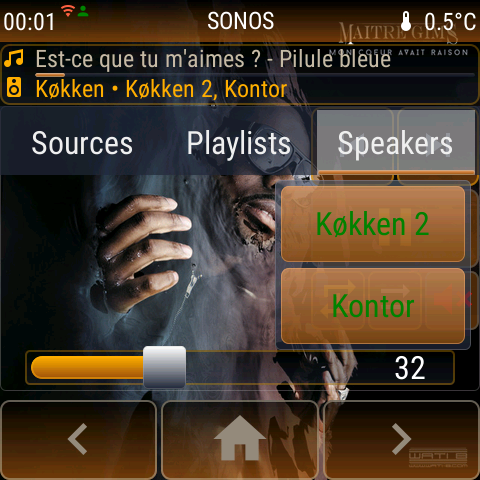 00:01 SONOS 0.5°C
MAITRE GIMS
MON COEUR AVAIT RAISON
Est-ce que tu m'aimes ? - Pilule bleue
Køkken • Køkken 2, Kontor
Sources Playlists Speakers
Køkken 2
Kontor
32
WATI B